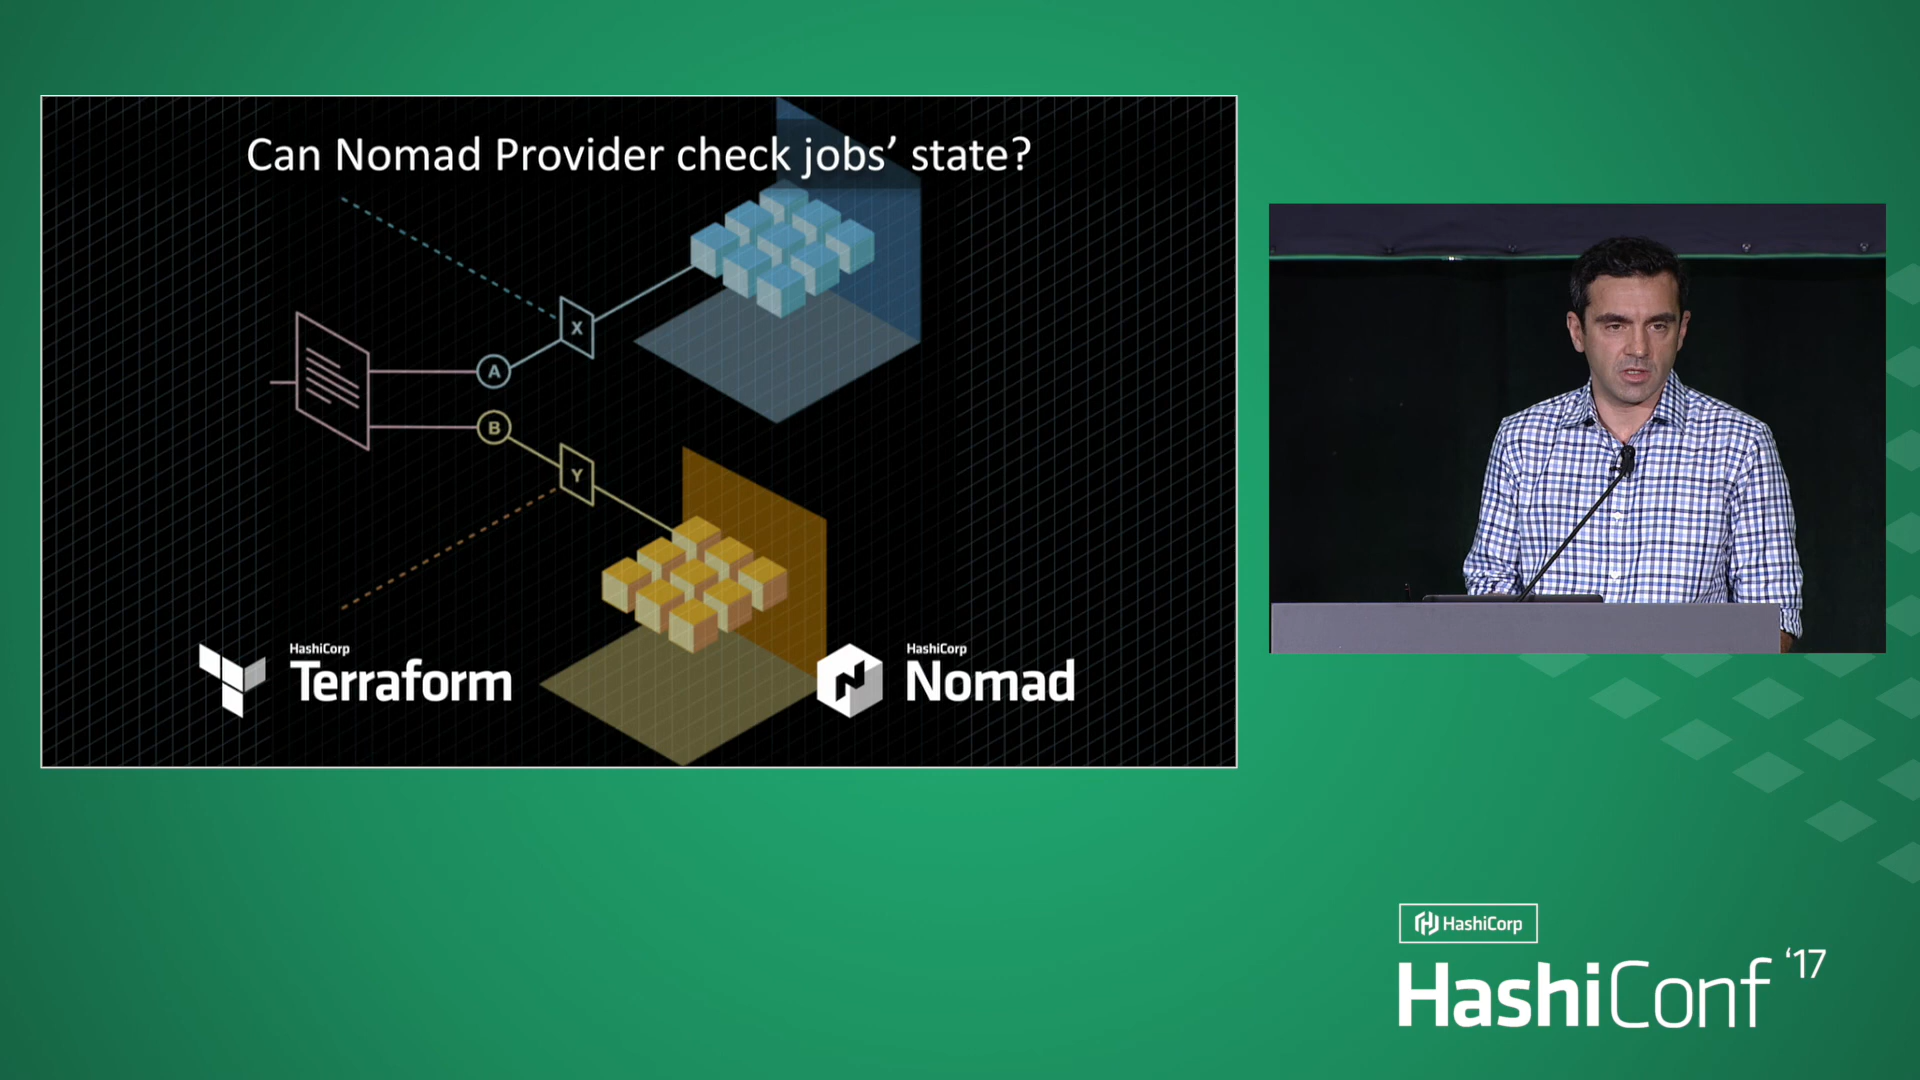 Can Nomad Provider check jobs’ state?
X
A
B
Y
HashiCorp
Terraform
HashiCorp
Nomad
HashiCorp
HashiConf ‘17